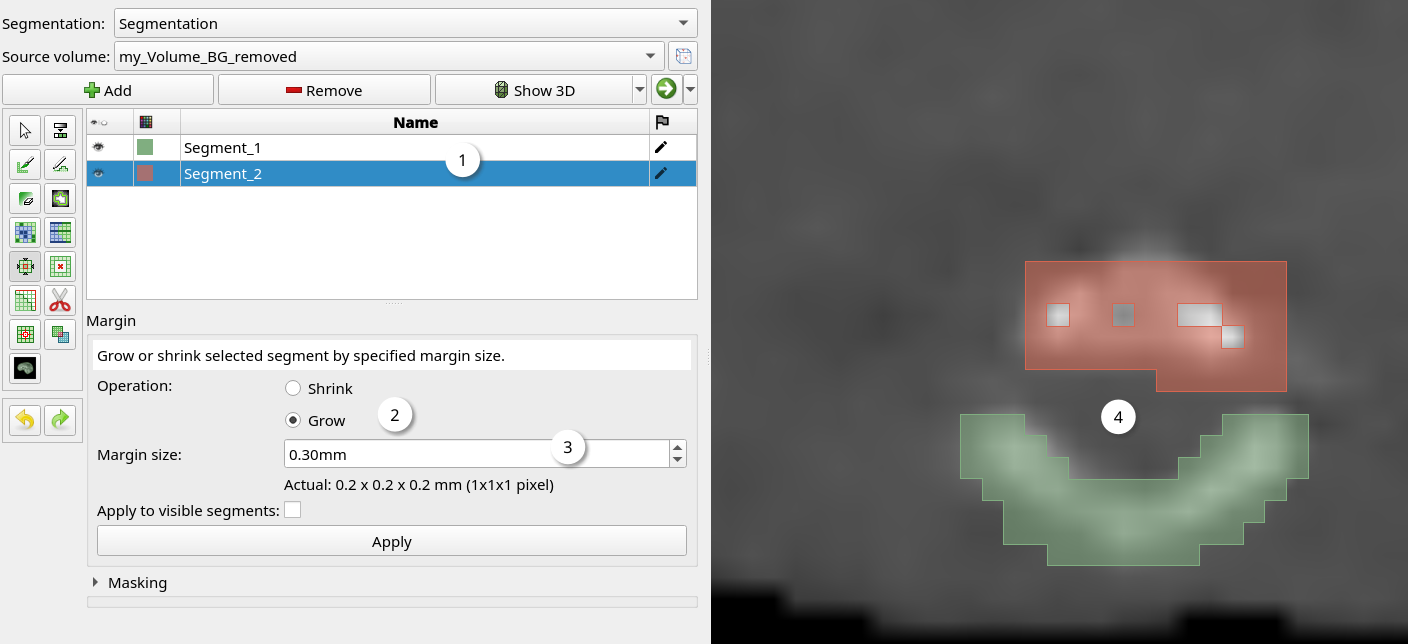 Segmentation: Segmentation
Source volume: my_Volume_BG_removed
Add Remove Show 3D
Name
Segment_1
1
Segment_2
Margin
Grow or shrink selected segment by specified margin size.
Operation: Shrink
Grow 2
4
Margin size: 0.30mm 3
Actual: 0.2 x 0.2 x 0.2 mm (1x1x1 pixel)
Apply to visible segments:
Apply
Masking